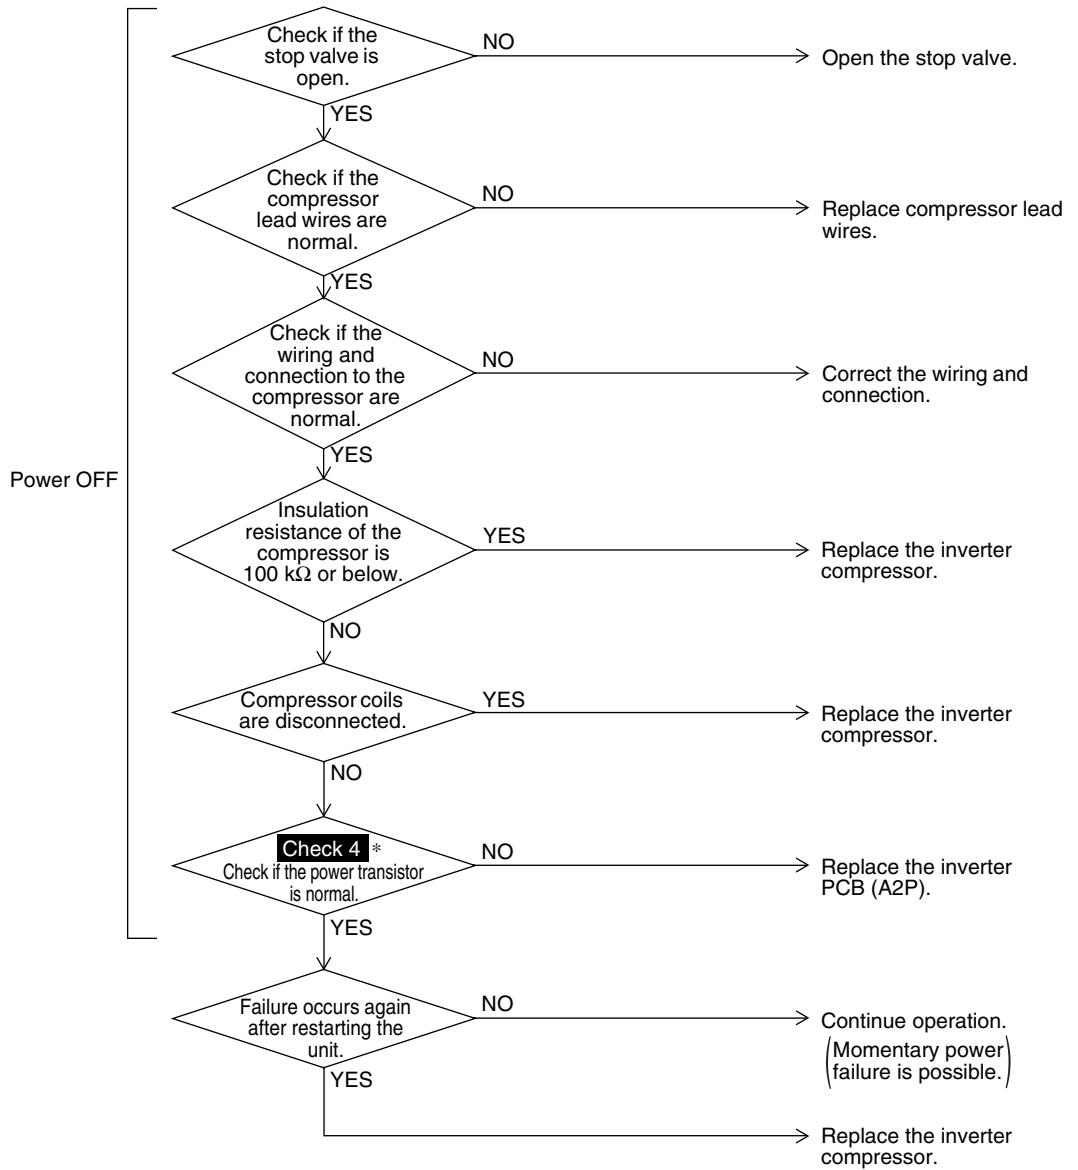 Check if the
stop valve is
open.
NO
Open the stop valve.
YES
Check if the
compressor
lead wires are
normal.
NO
Replace compressor lead
wires.
YES
Check if the
wiring and
connection to the
compressor are
normal.
NO
Correct the wiring and
connection.
YES
Power OFF
Insulation
resistance of the
compressor is
100 kΩ or below.
YES
Replace the inverter
compressor.
NO
Compressor coils
are disconnected.
YES
Replace the inverter
compressor.
NO
Check 4 *
Check if the power transistor
is normal.
NO
Replace the inverter
PCB (A2P).
YES
Failure occurs again
after restarting the
unit.
NO
Continue operation.
(Momentary power
failure is possible.)
YES
Replace the inverter
compressor.